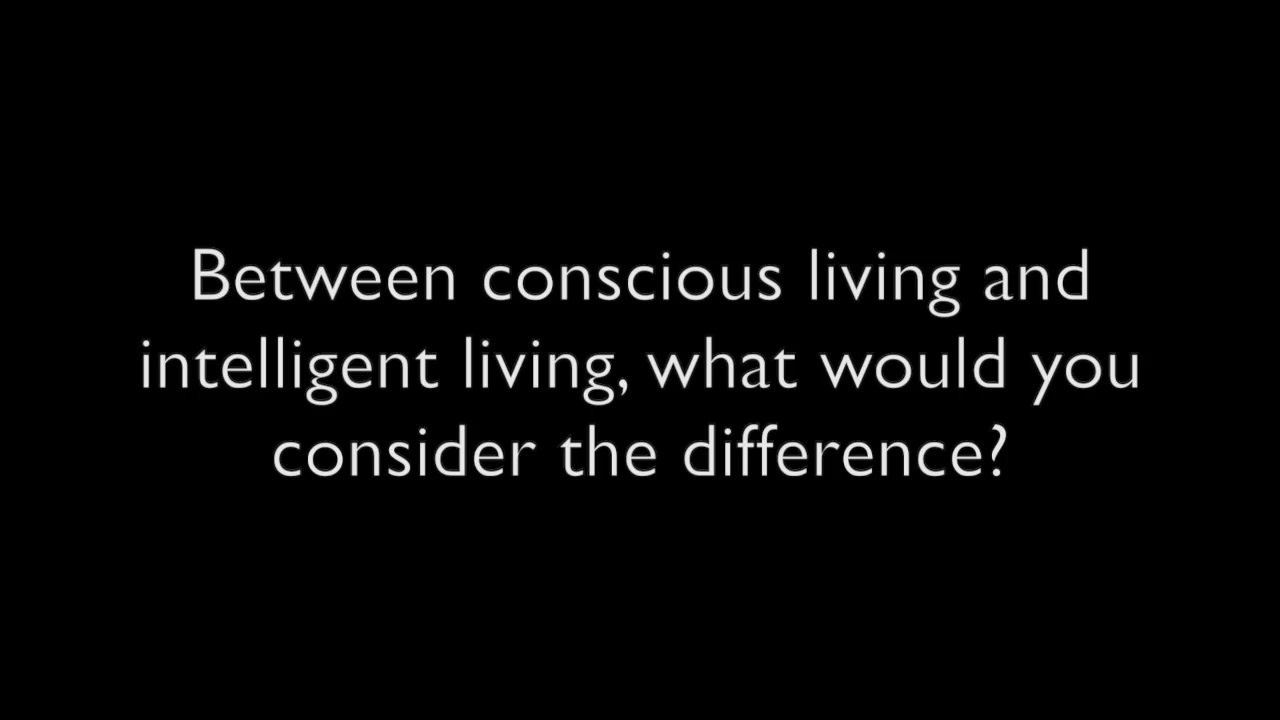 Between conscious living and
intelligent living, what would you
consider the difference?